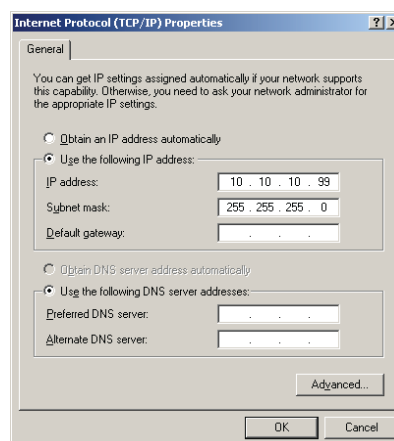 Internet Protocol (TCP/IP) Properties
General
You can get IP settings assigned automatically if your network supports
this capability. Otherwise, you need to ask your network administrator for
the appropriate IP settings.
Obtain an IP address automatically
Use the following IP address:
IP address: 10 . 10 . 10 . 99
Subnet mask: 255 . 255 . 255 . 0
Default gateway: . . .
Obtain DNS server address automatically
Use the following DNS server addresses:
Preferred DNS server: . . .
Alternate DNS server: . . .
Advanced...
OK Cancel